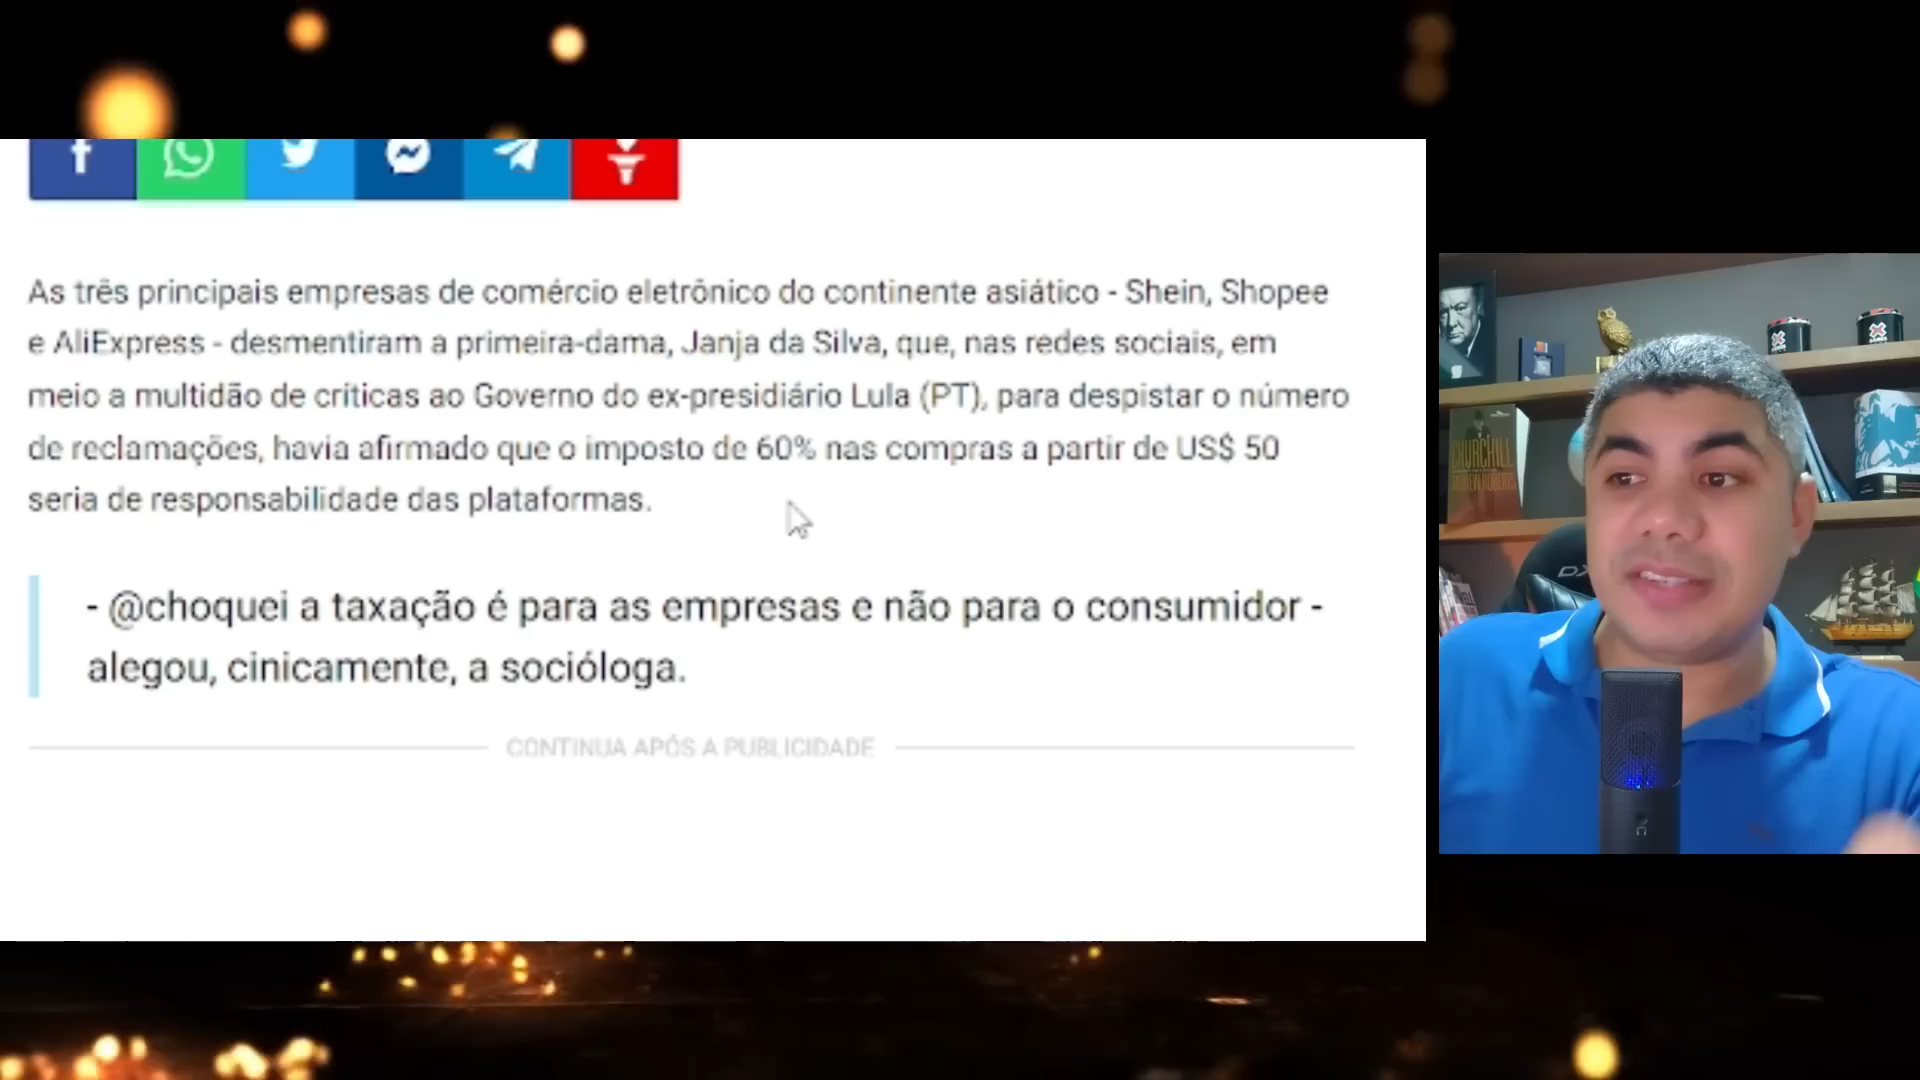 As três principais empresas de comércio eletrônico do continente asiático - Shein, Shopee
e AliExpress - desmentiram a primeira-dama, Janja da Silva, que, nas redes sociais, em
meio a multidão de críticas ao Governo do ex-presidiário Lula (PT), para despistar o número
de reclamações, havia afirmado que o imposto de 60% nas compras a partir de US$ 50
seria de responsabilidade das plataformas.
- @choquei a taxação é para as empresas e não para o consumidor -
alegou, cinicamente, a socióloga.
CONTINUA APÓS A PUBLICIDADE
CHURCHILL
DX